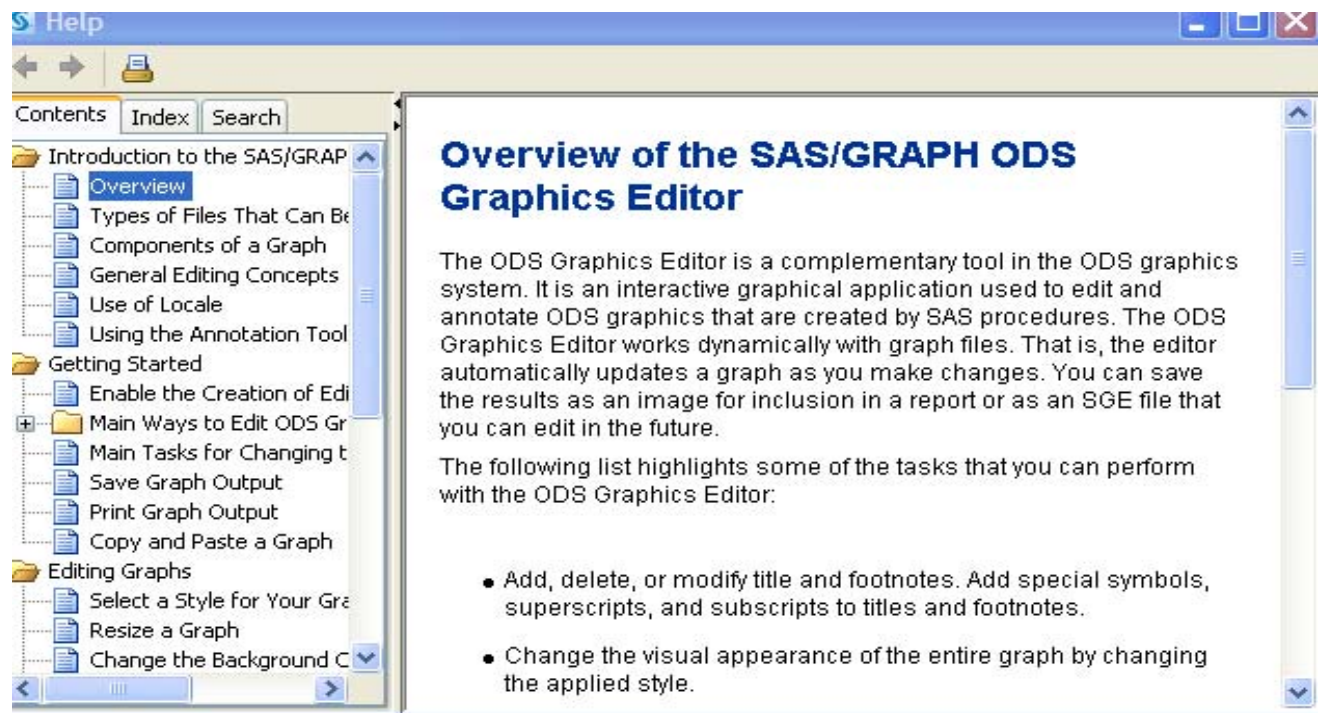 Help
Contents Index Search
Introduction to the SAS/GRAP
Overview
Types of Files That Can Be
Components of a Graph
General Editing Concepts
Use of Locale
Using the Annotation Tool
Getting Started
Enable the Creation of Edi
Main Ways to Edit ODS Gr
Main Tasks for Changing t
Save Graph Output
Print Graph Output
Copy and Paste a Graph
Editing Graphs
Select a Style for Your Gra
Resize a Graph
Change the Background C
Overview of the SAS/GRAPH ODS
Graphics Editor
The ODS Graphics Editor is a complementary tool in the ODS graphics
system. It is an interactive graphical application used to edit and
annotate ODS graphics that are created by SAS procedures. The ODS
Graphics Editor works dynamically with graph files. That is, the editor
automatically updates a graph as you make changes. You can save
the results as an image for inclusion in a report or as an SGE file that
you can edit in the future.
The following list highlights some of the tasks that you can perform
with the ODS Graphics Editor:
• Add, delete, or modify title and footnotes. Add special symbols,
superscripts, and subscripts to titles and footnotes.
• Change the visual appearance of the entire graph by changing
the applied style.